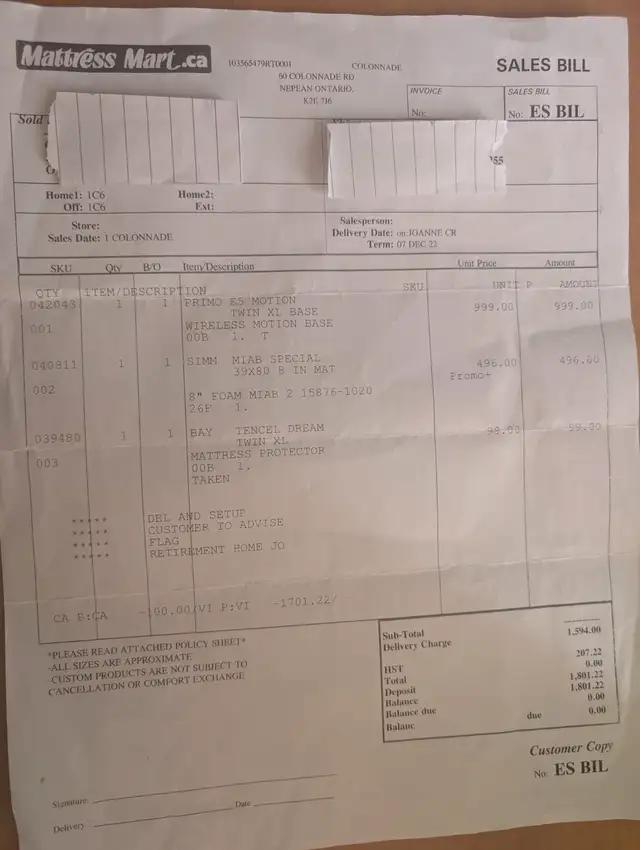 Mattress Mart.ca
103565479RT0001 COLONNADE
60 COLONNADE RD
NEPEAN ONTARIO,
K2E 7J6
SALES BILL
INVOICE
No:
SALES BILL
No: ES BIL
Sold
55
Home1: 1C6 Home2:
Off: 1C6 Ext:
Store:
Sales Date: 1 COLONNADE
Salesperson:
Delivery Date: on JOANNE CR
Term: 07 DEC 22
SKU Qty B/O Item/Description Unit Price Amount
QTY ITEM/DESCRIPTION SKU UNIT P AMOUNT
042043 1 1 PRIMO E5 MOTION 999.00 999.00
TWIN XL BASE
001 WIRELESS MOTION BASE
00B 1. T
040811 1 1 SIMM MIAB SPECIAL 496.00 496.00
39X80 8 IN MAT Promo+
002 8" FOAM MIAB 2 15876-1020
26F 1.
039480 1 1 BAY TENCEL DREAM 99.00 99.00
TWIN XL
003 MATTRESS PROTECTOR
00B 1.
TAKEN
***** DEL AND SETUP
***** CUSTOMER TO ADVISE
***** FLAG
***** RETIREMENT HOME JO
CA B:CA -100.00/VI P:VI -1701.22/
*PLEASE READ ATTACHED POLICY SHEET*
-ALL SIZES ARE APPROXIMATE
-CUSTOM PRODUCTS ARE NOT SUBJECT TO
CANCELLATION OR COMFORT EXCHANGE
Sub-Total 1,594.00
Delivery Charge
HST 207.22
Total 0.00
Deposit 1,801.22
Balance 1,801.22
Balance due 0.00
Balanc due 0.00
Customer Copy
No: ES BIL
Signature: Date
Delivery